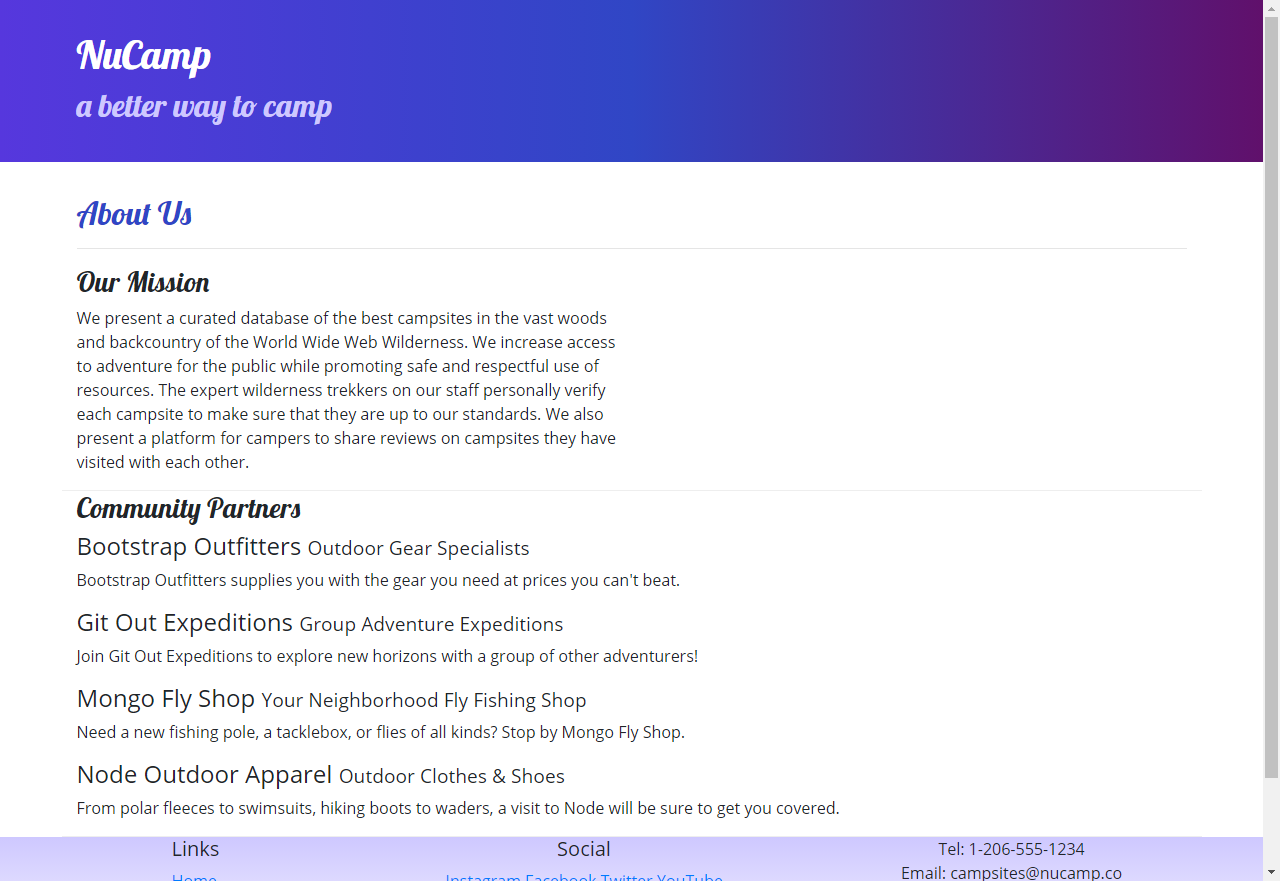 NuCamp
a better way to camp
About Us
Our Mission
We present a curated database of the best campsites in the vast woods
and backcountry of the World Wide Web Wilderness. We increase access
to adventure for the public while promoting safe and respectful use of
resources. The expert wilderness trekkers on our staff personally verify
each campsite to make sure that they are up to our standards. We also
present a platform for campers to share reviews on campsites they have
visited with each other.
Community Partners
Bootstrap Outfitters Outdoor Gear Specialists
Bootstrap Outfitters supplies you with the gear you need at prices you can't beat.
Git Out Expeditions Group Adventure Expeditions
Join Git Out Expeditions to explore new horizons with a group of other adventurers!
Mongo Fly Shop Your Neighborhood Fly Fishing Shop
Need a new fishing pole, a tacklebox, or flies of all kinds? Stop by Mongo Fly Shop.
Node Outdoor Apparel Outdoor Clothes & Shoes
From polar fleeces to swimsuits, hiking boots to waders, a visit to Node will be sure to get you covered.
Links
Home
Social
Instagram Facebook Twitter YouTube
Tel: 1-206-555-1234
Email: campsites@nucamp.co